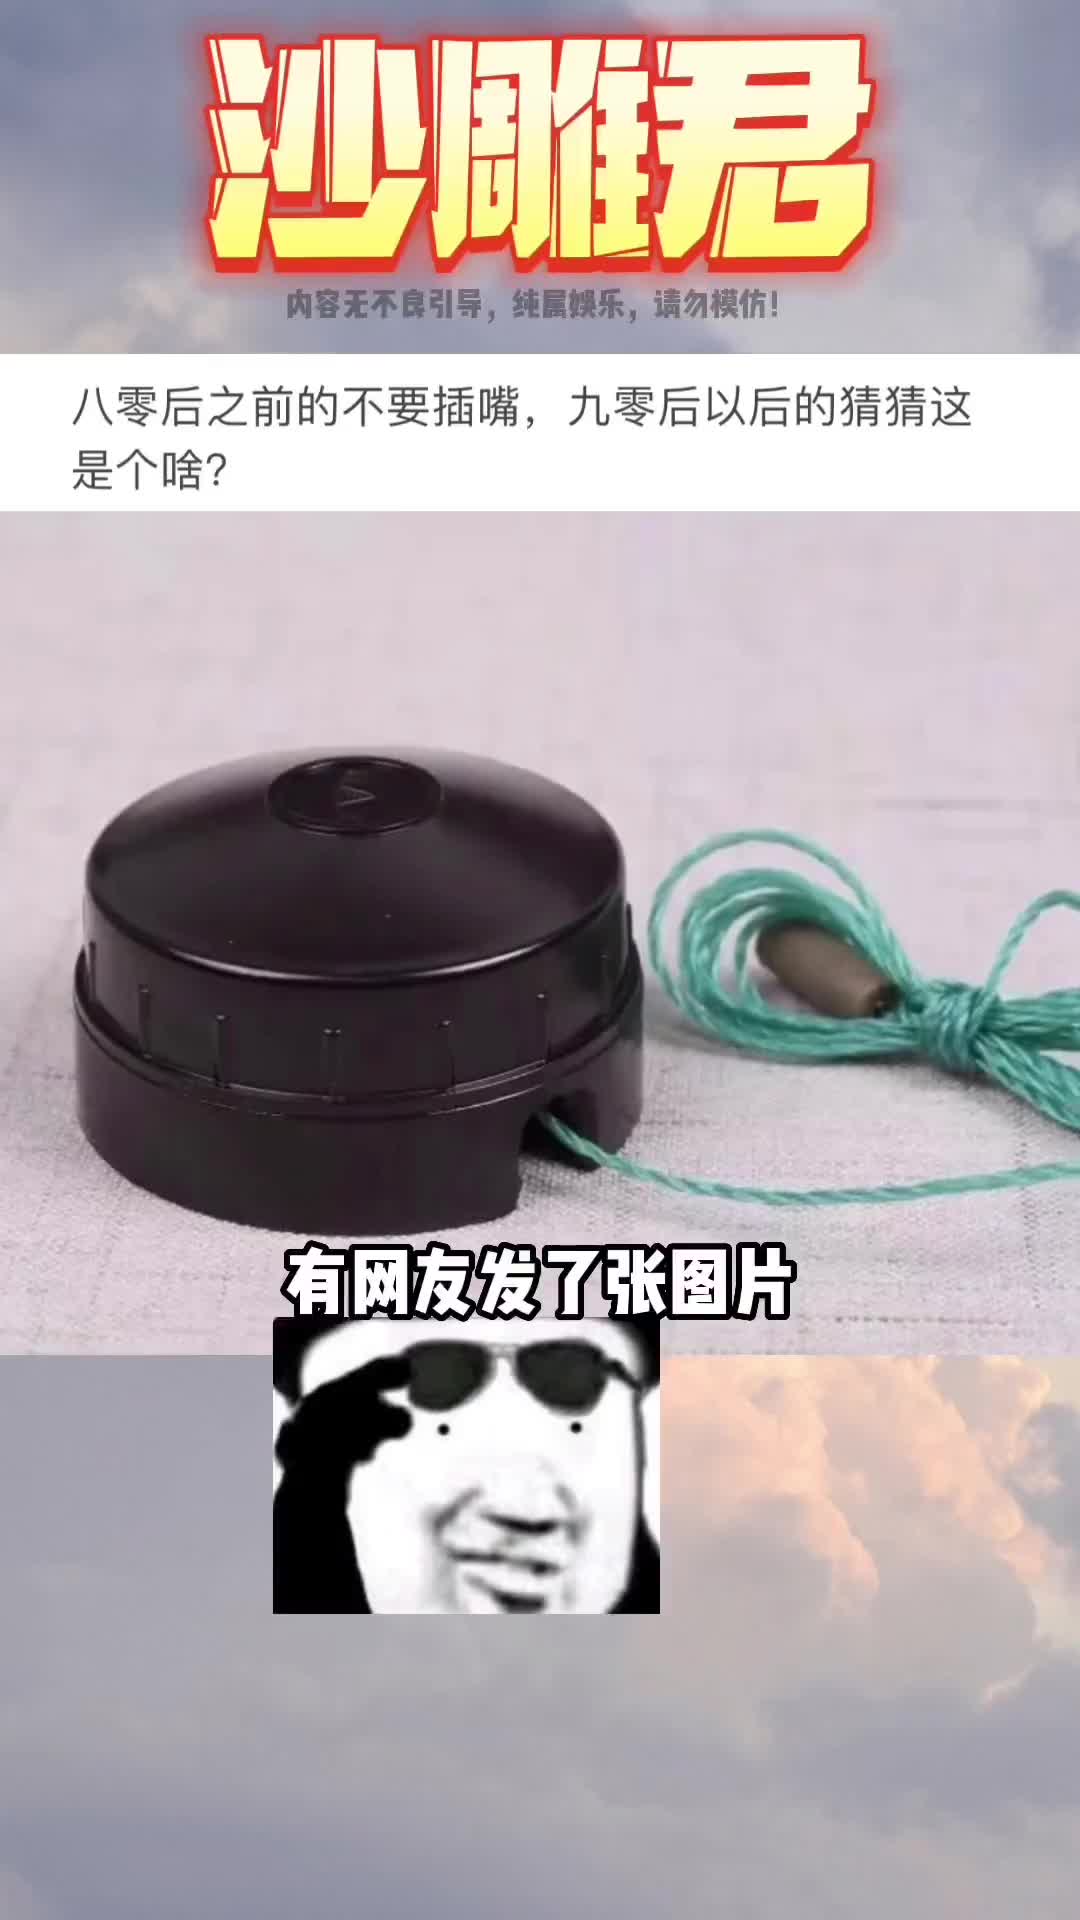 沙雕君
内容无不良引导，纯属娱乐，请勿模仿！
八零后之前的不要插嘴，九零后以后的猜猜这
是个啥？
有网友发了张图片